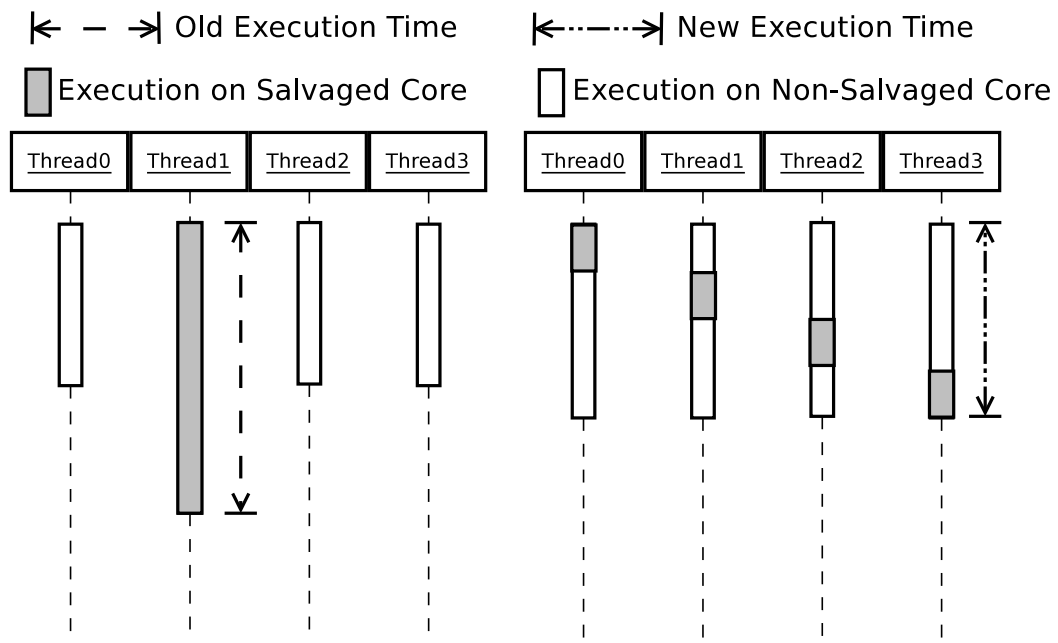 Old Execution Time
New Execution Time
Execution on Salvaged Core
Execution on Non-Salvaged Core
Thread0 Thread1 Thread2 Thread3
Thread0 Thread1 Thread2 Thread3